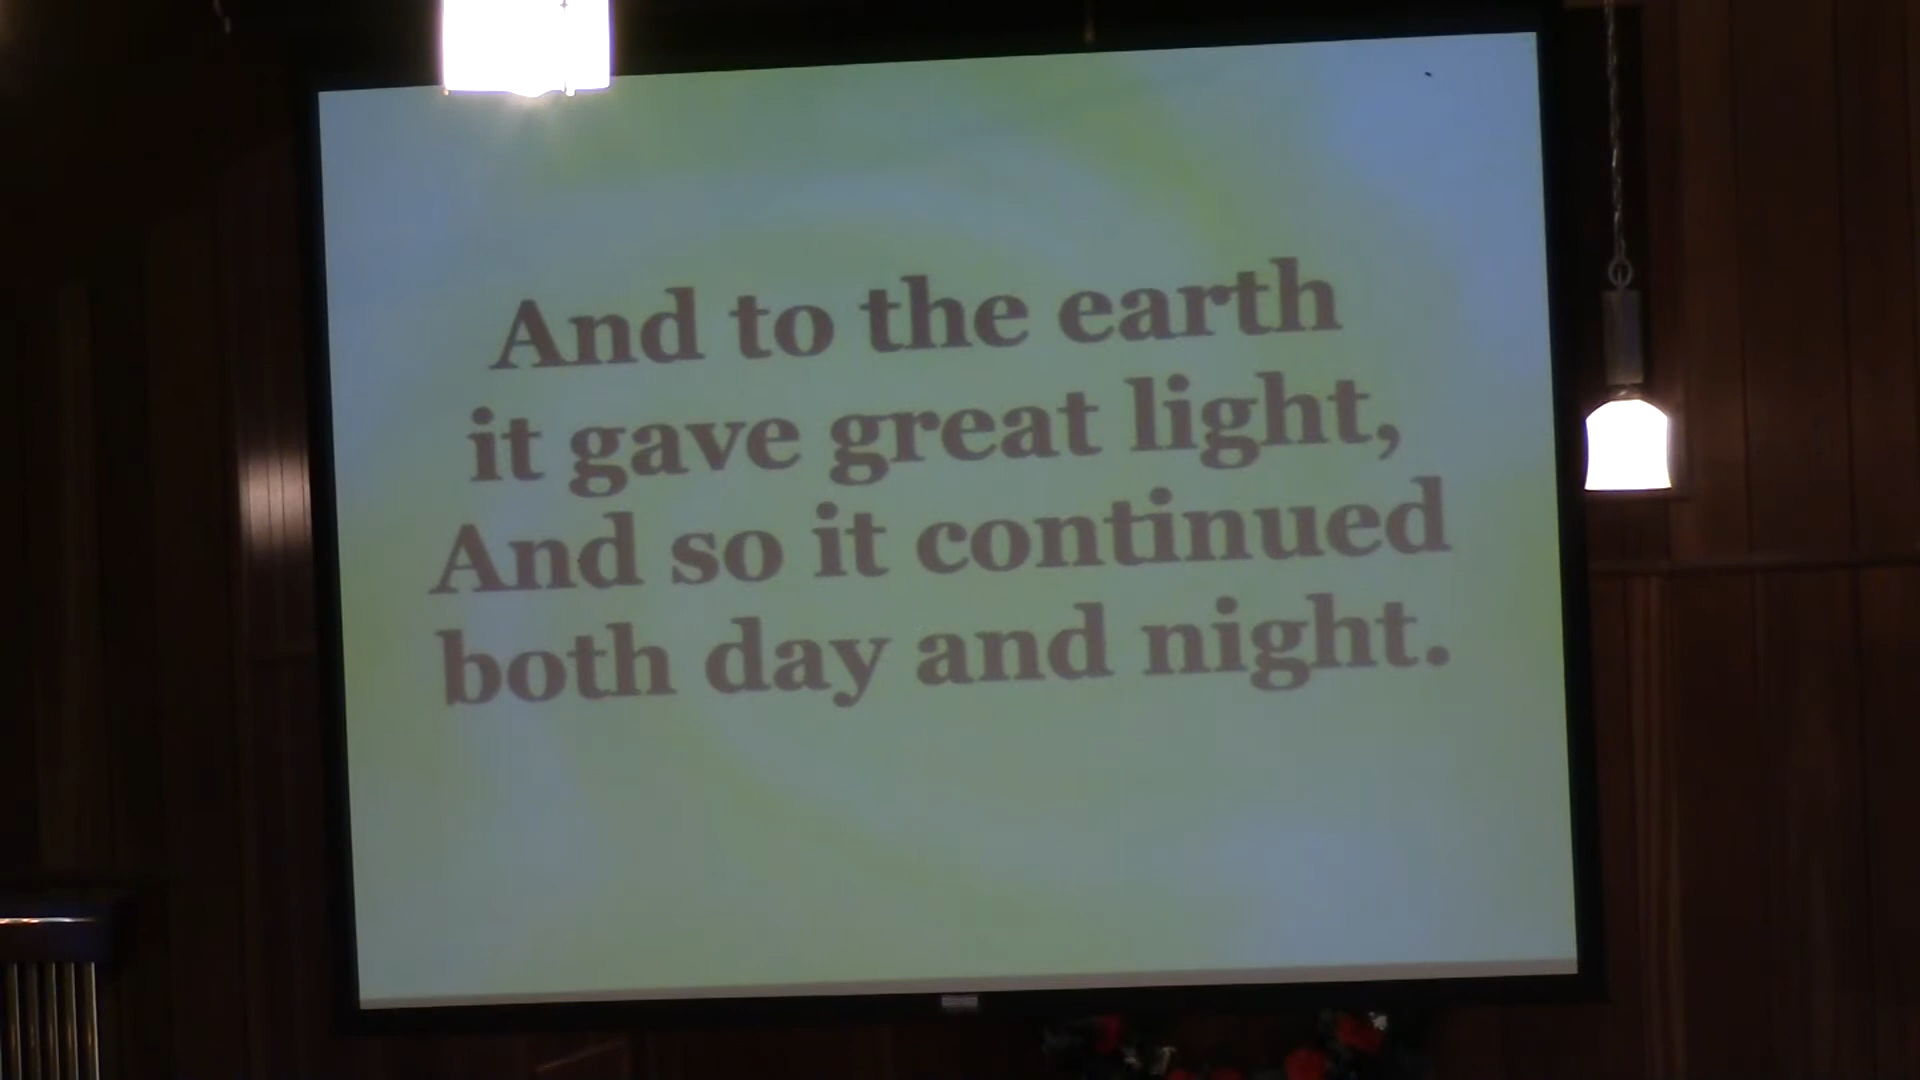 And to the earth
it gave great light,
And so it continued
both day and night.